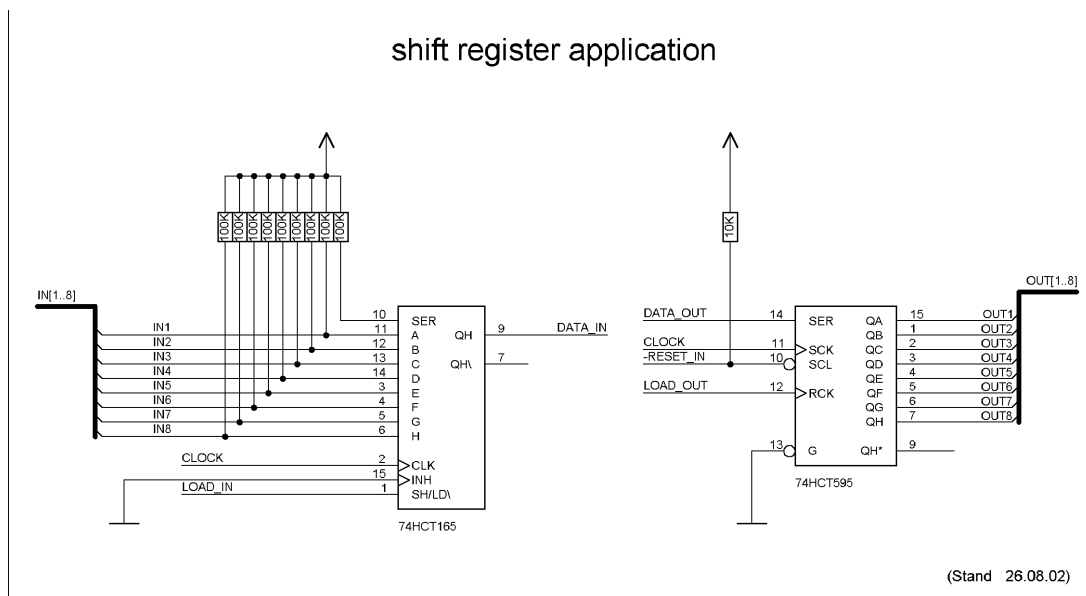 shift register application
100K 100K 100K 100K 100K 100K 100K 100K 100K
10K
IN[1..8]
IN1
IN2
IN3
IN4
IN5
IN6
IN7
IN8
CLOCK
LOAD_IN
10 SER
11 A
12 B
13 C
14 D
3 E
4 F
5 G
6 H
2 CLK
15 INH
1 SH/LD\
QH 9 DATA_IN
QH\ 7
74HCT165
DATA_OUT 14 SER
CLOCK 11 SCK
-RESET_IN 10 SCL
LOAD_OUT 12 RCK
13 G
QA 15 OUT1
QB 1 OUT2
QC 2 OUT3
QD 3 OUT4
QE 4 OUT5
QF 5 OUT6
QG 6 OUT7
QH 7 OUT8
QH* 9
OUT[1..8]
74HCT595
(Stand 26.08.02)